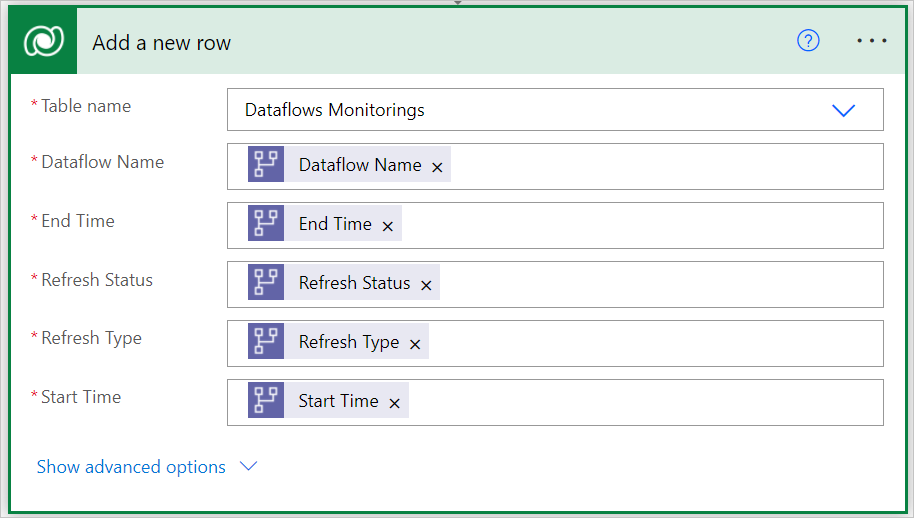 Add a new row
* Table name
Dataflows Monitorings
* Dataflow Name
Dataflow Name ×
* End Time
End Time ×
* Refresh Status
Refresh Status ×
* Refresh Type
Refresh Type ×
* Start Time
Start Time ×
Show advanced options